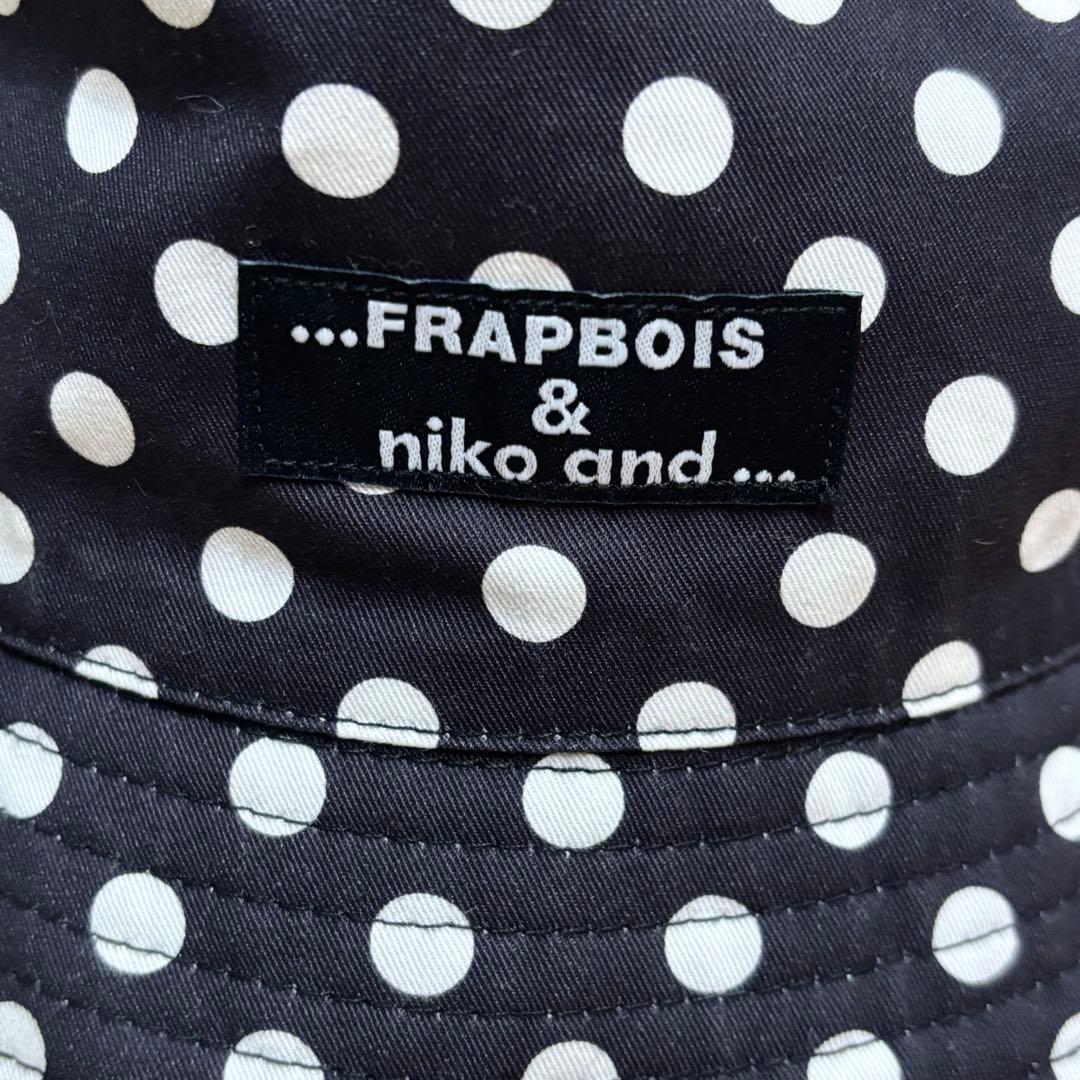 ...FRAPBOIS
&
niko and ...